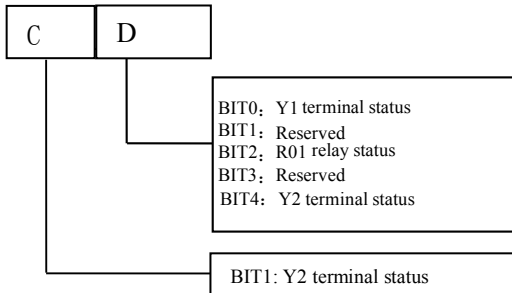 C D
BIT0：Y1 terminal status
BIT1：Reserved
BIT2：R01 relay status
BIT3：Reserved
BIT4：Y2 terminal status
BIT1: Y2 terminal status